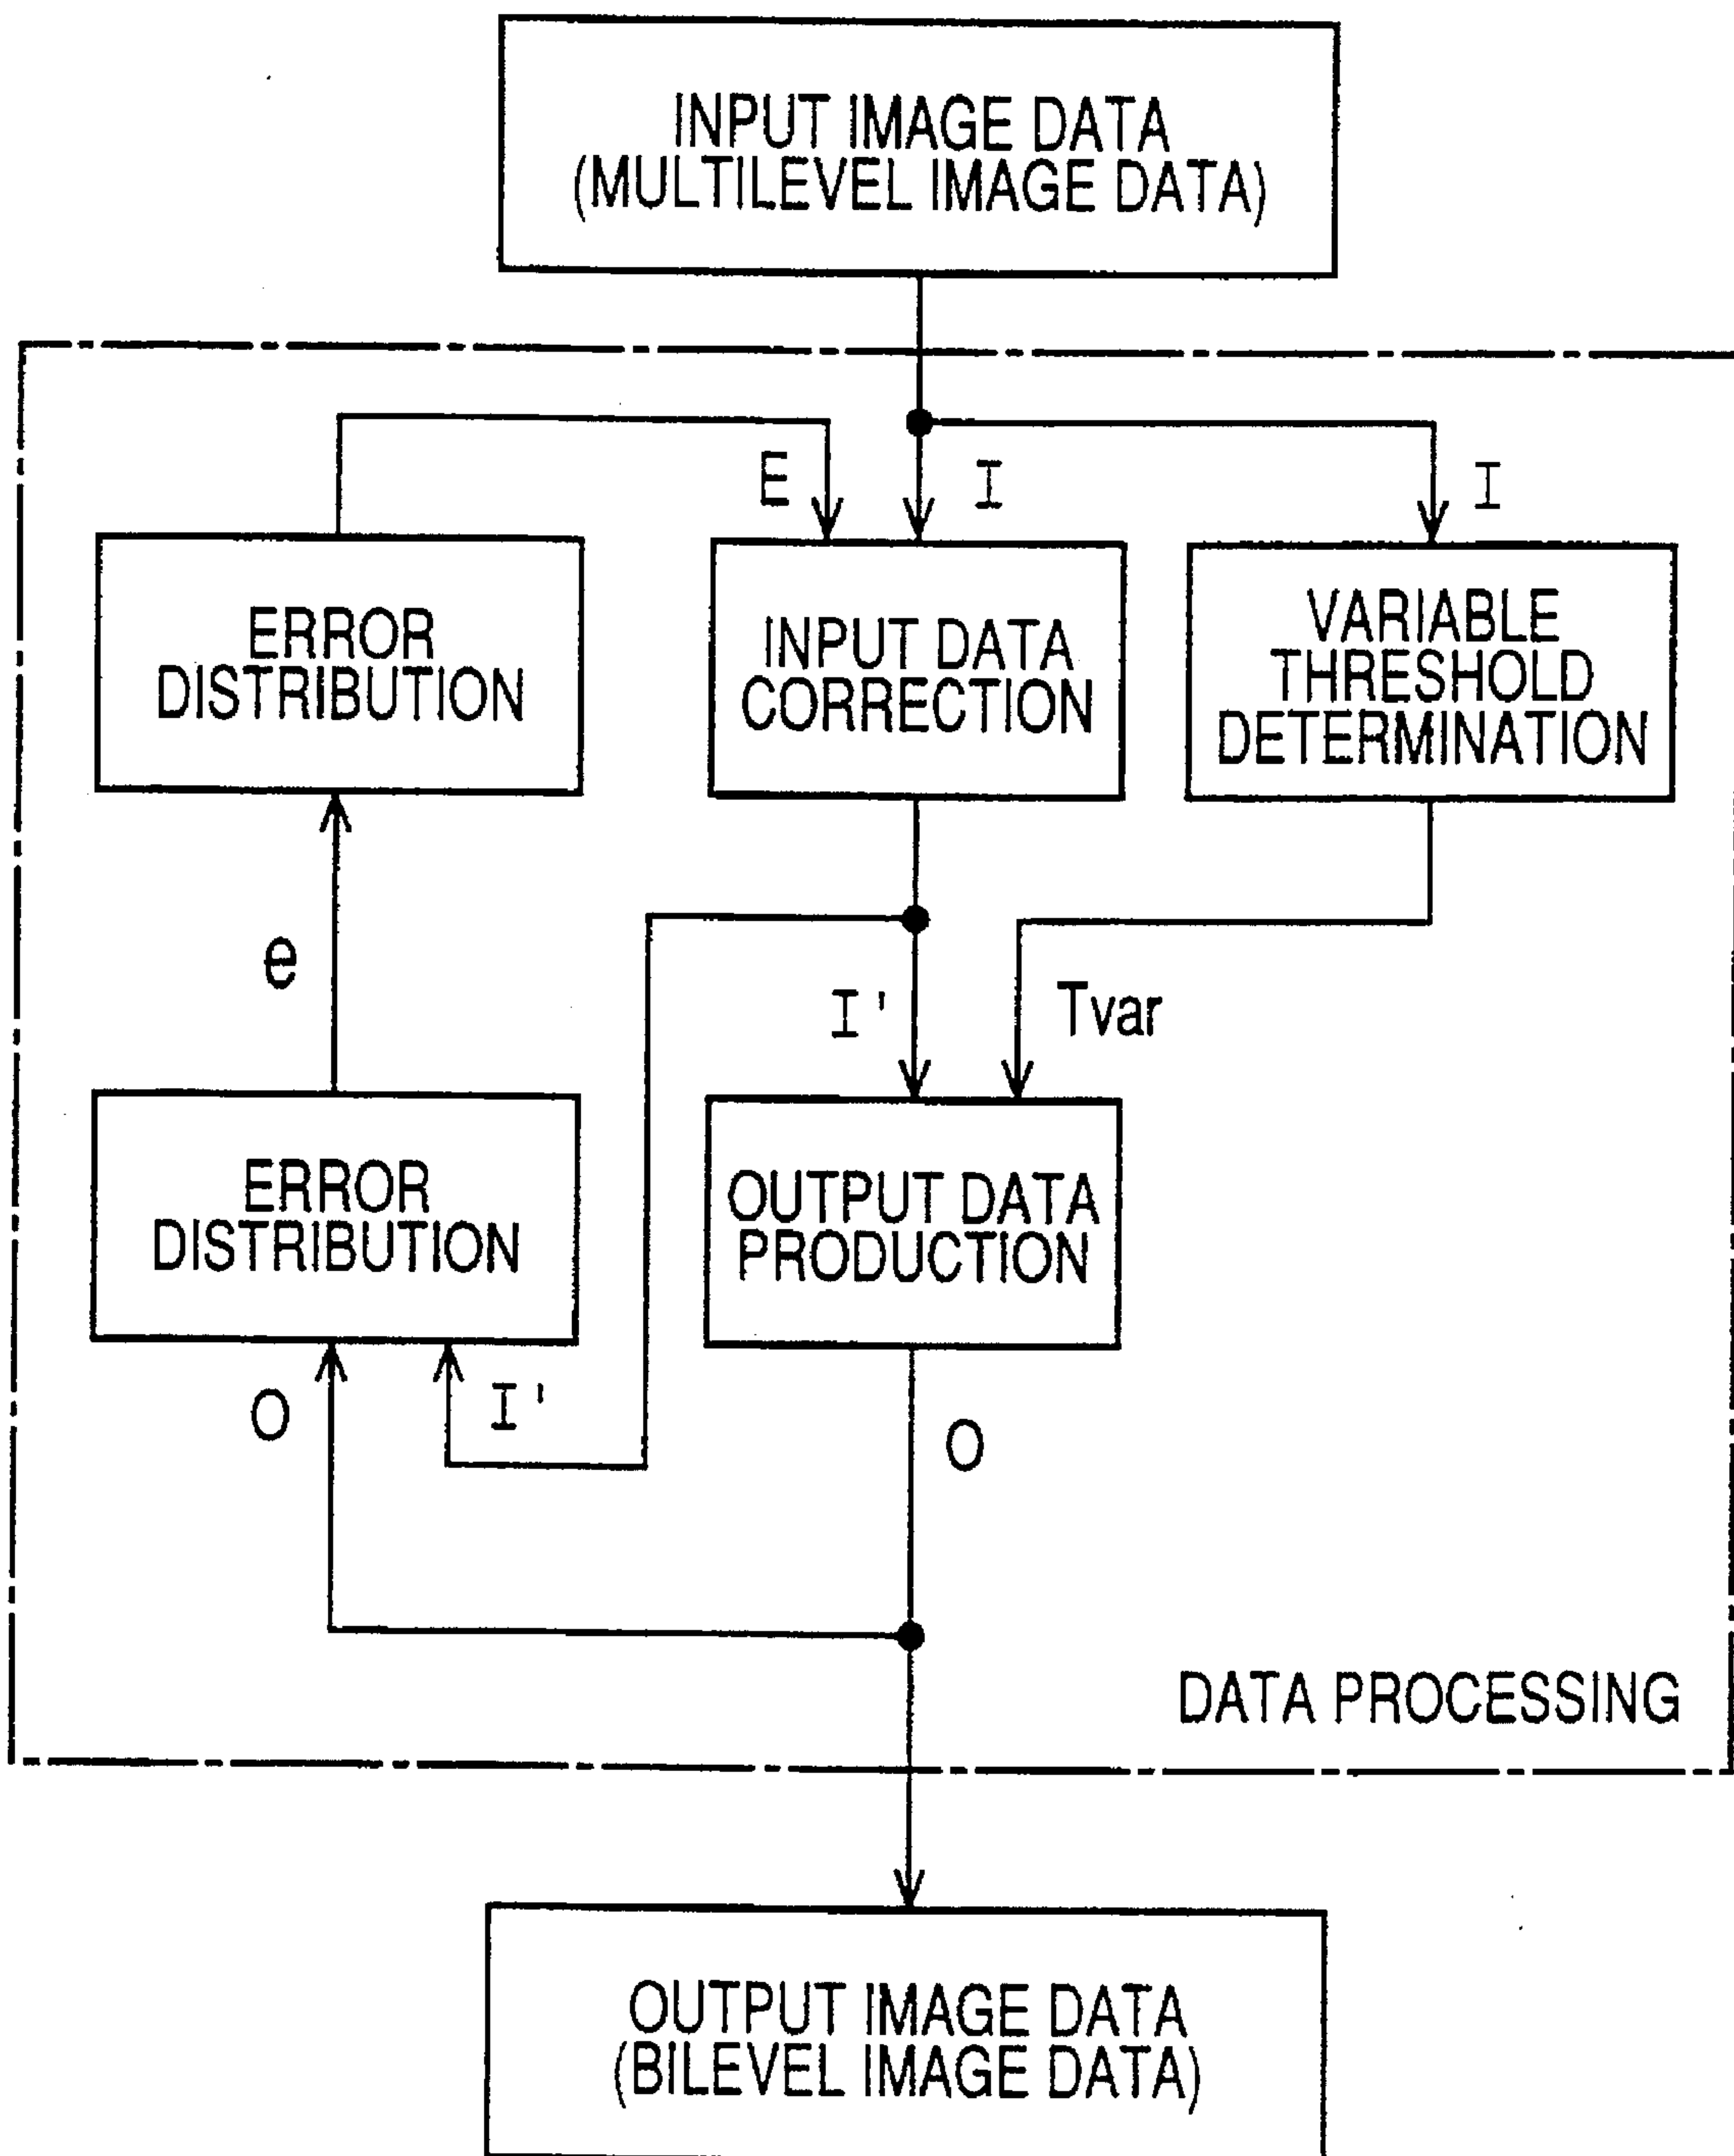 INPUT IMAGE DATA
(MULTILEVEL IMAGE DATA)
E
I
I
ERROR
DISTRIBUTION
INPUT DATA
CORRECTION
VARIABLE
THRESHOLD
DETERMINATION
e
I'
Tvar
ERROR
DISTRIBUTION
OUTPUT DATA
PRODUCTION
O
I'
O
DATA PROCESSING
OUTPUT IMAGE DATA
(BILEVEL IMAGE DATA)